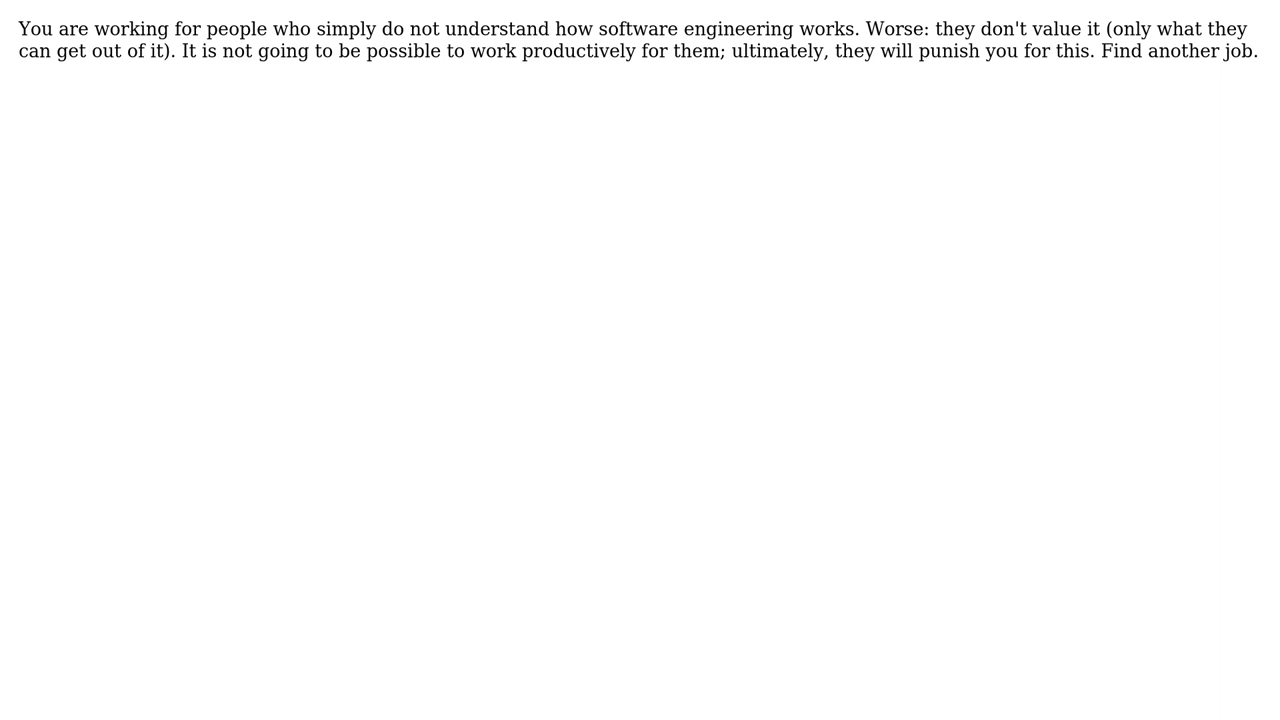 You are working for people who simply do not understand how software engineering works. Worse: they don't value it (only what they
can get out of it). It is not going to be possible to work productively for them; ultimately, they will punish you for this. Find another job.